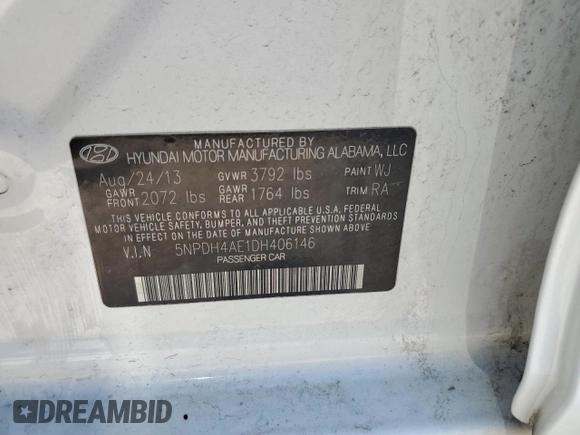 MANUFACTURED BY
HYUNDAI MOTOR MANUFACTURING ALABAMA, LLC
Aug/24/13 GVWR 3792 lbs PAINT WJ
GAWR FRONT 2072 lbs GAWR REAR 1764 lbs TRIM RA
THIS VEHICLE CONFORMS TO ALL APPLICABLE U.S. FEDERAL
MOTOR VEHICLE SAFETY, BUMPER, AND THEFT PREVENTION STANDARDS
IN EFFECT ON THE DATE OF MANUFACTURE SHOWN ABOVE.
V.I.N 5NPDH4AE1DH406146
PASSENGER CAR
DREAMBID